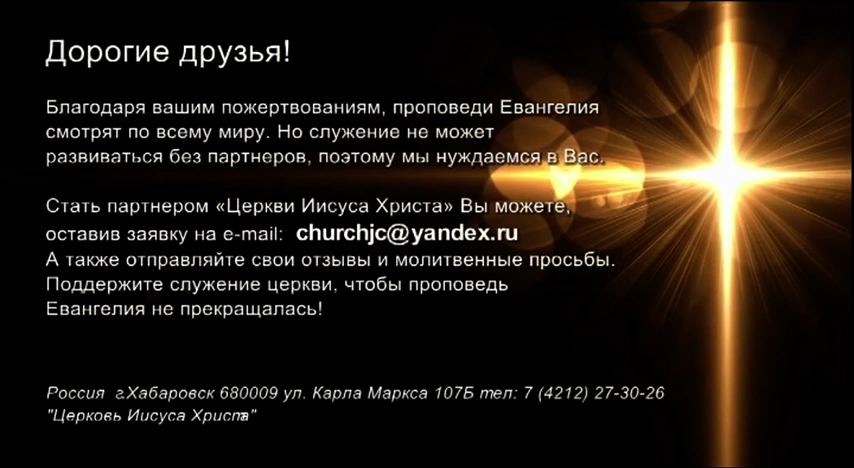 Дорогие друзья!
Благодаря вашим пожертвованиям, проповеди Евангелия
смотрят по всему миру. Но служение не может
развиваться без партнеров, поэтому мы нуждаемся в Вас.
Стать партнером «Церкви Иисуса Христа» Вы можете,
оставив заявку на e-mail: churchjc@yandex.ru
А также отправляйте свои отзывы и молитвенные просьбы.
Поддержите служение церкви, чтобы проповедь
Евангелия не прекращалась!
Россия г.Хабаровск 680009 ул. Карла Маркса 107Б тел: 7 (4212) 27-30-26
"Церковь Иисуса Христа"